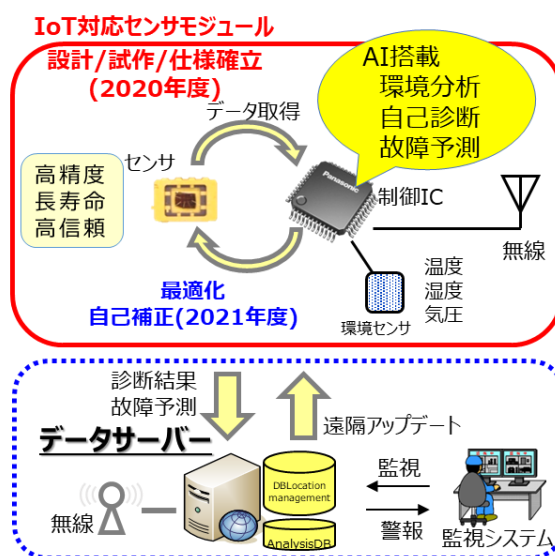 IoT対応センサモジュール
設計/試作/仕様確立
(2020年度)
AI搭載
環境分析
自己診断
故障予測
データ取得
センサ
高精度
長寿命
高信頼
Panasonic
制御IC
無線
最適化
自己補正(2021年度)
温度
湿度
気圧
環境センサ
診断結果
故障予測
遠隔アップデート
データサーバー
DBLocation
management
AnalysisDB
無線
監視
警報
監視システム